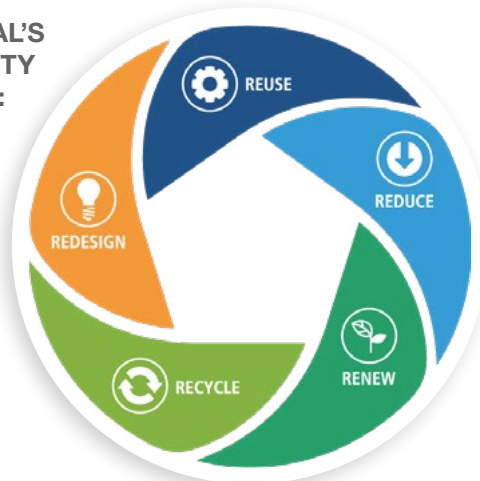 AL'S
TY
:
REUSE
REDUCE
REDESIGN
RENEW
RECYCLE